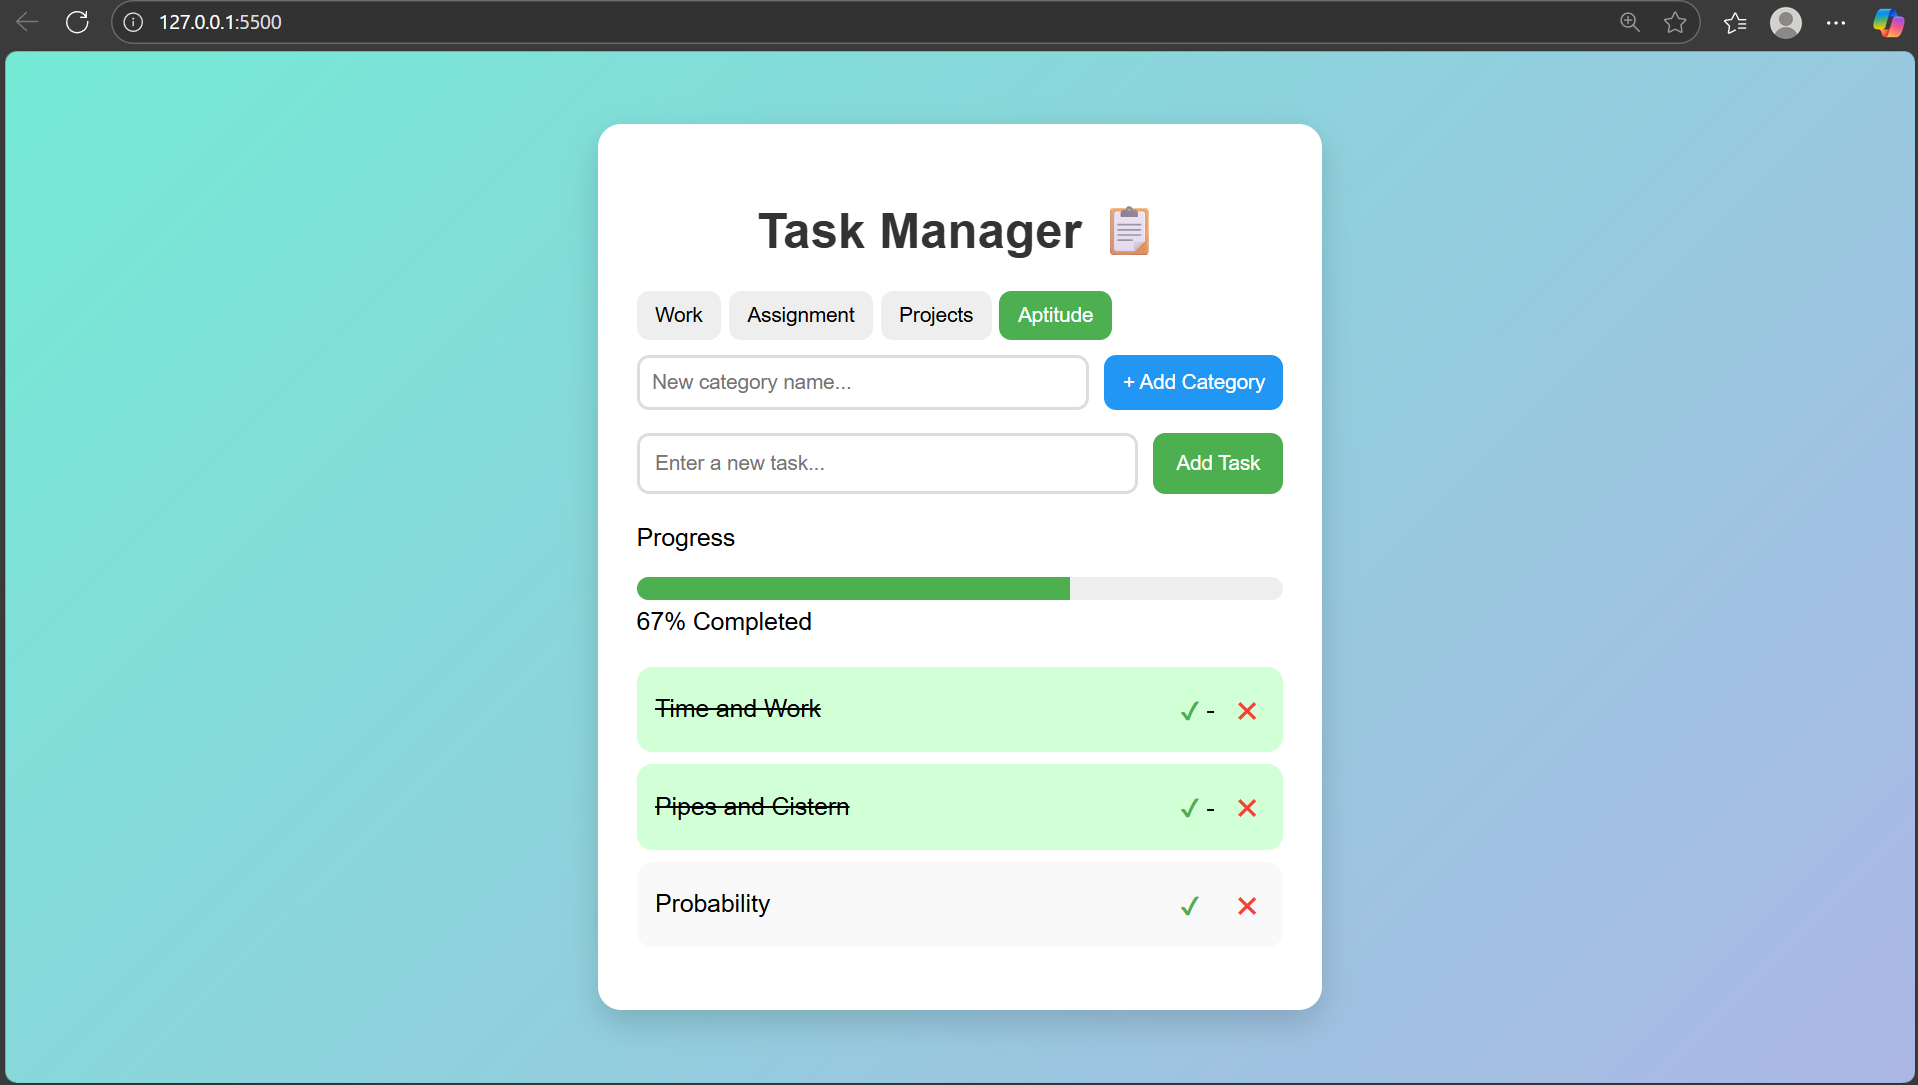 127.0.0.1:5500
Task Manager 📋
Work Assignment Projects Aptitude
New category name... + Add Category
Enter a new task... Add Task
Progress
67% Completed
Time and Work ✓ - ✕
Pipes and Cistern ✓ - ✕
Probability ✓ ✕